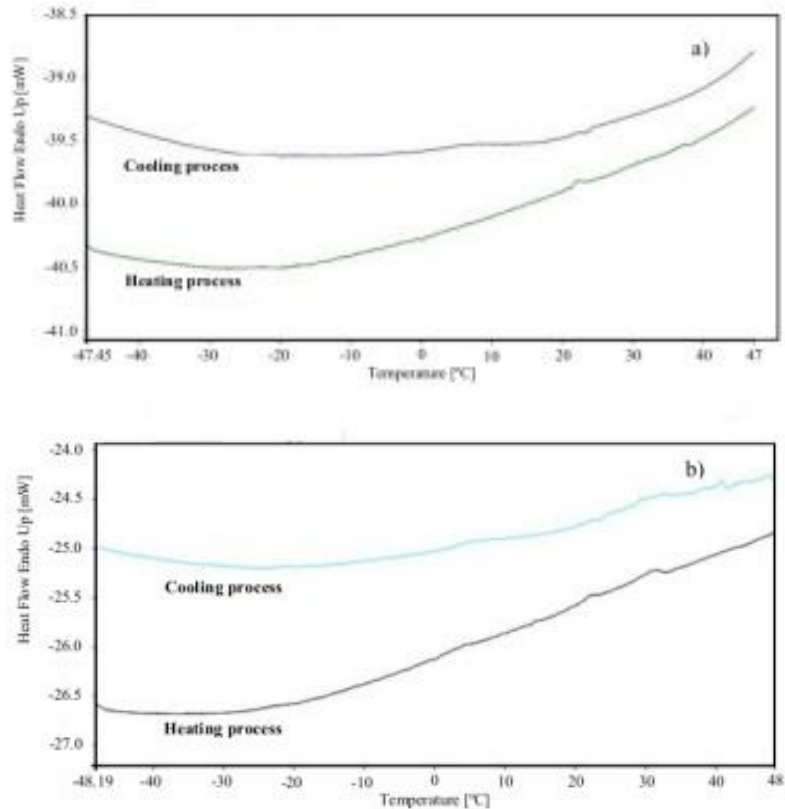 -38.5
a)
-39.0
-39.5
Cooling process
-40.0
-40.5
Heating process
-41.0
Heat Flow Endo Up [mW]
-47.45 -40 -30 -20 -10 0 10 20 30 40 47
Temperature [°C]
-24.0
b)
-24.5
-25.0
Cooling process
-25.5
-26.0
-26.5
Heating process
-27.0
Heat Flow Endo Up [mW]
-48.19 -40 -30 -20 -10 0 10 20 30 40 48
Temperature [°C]